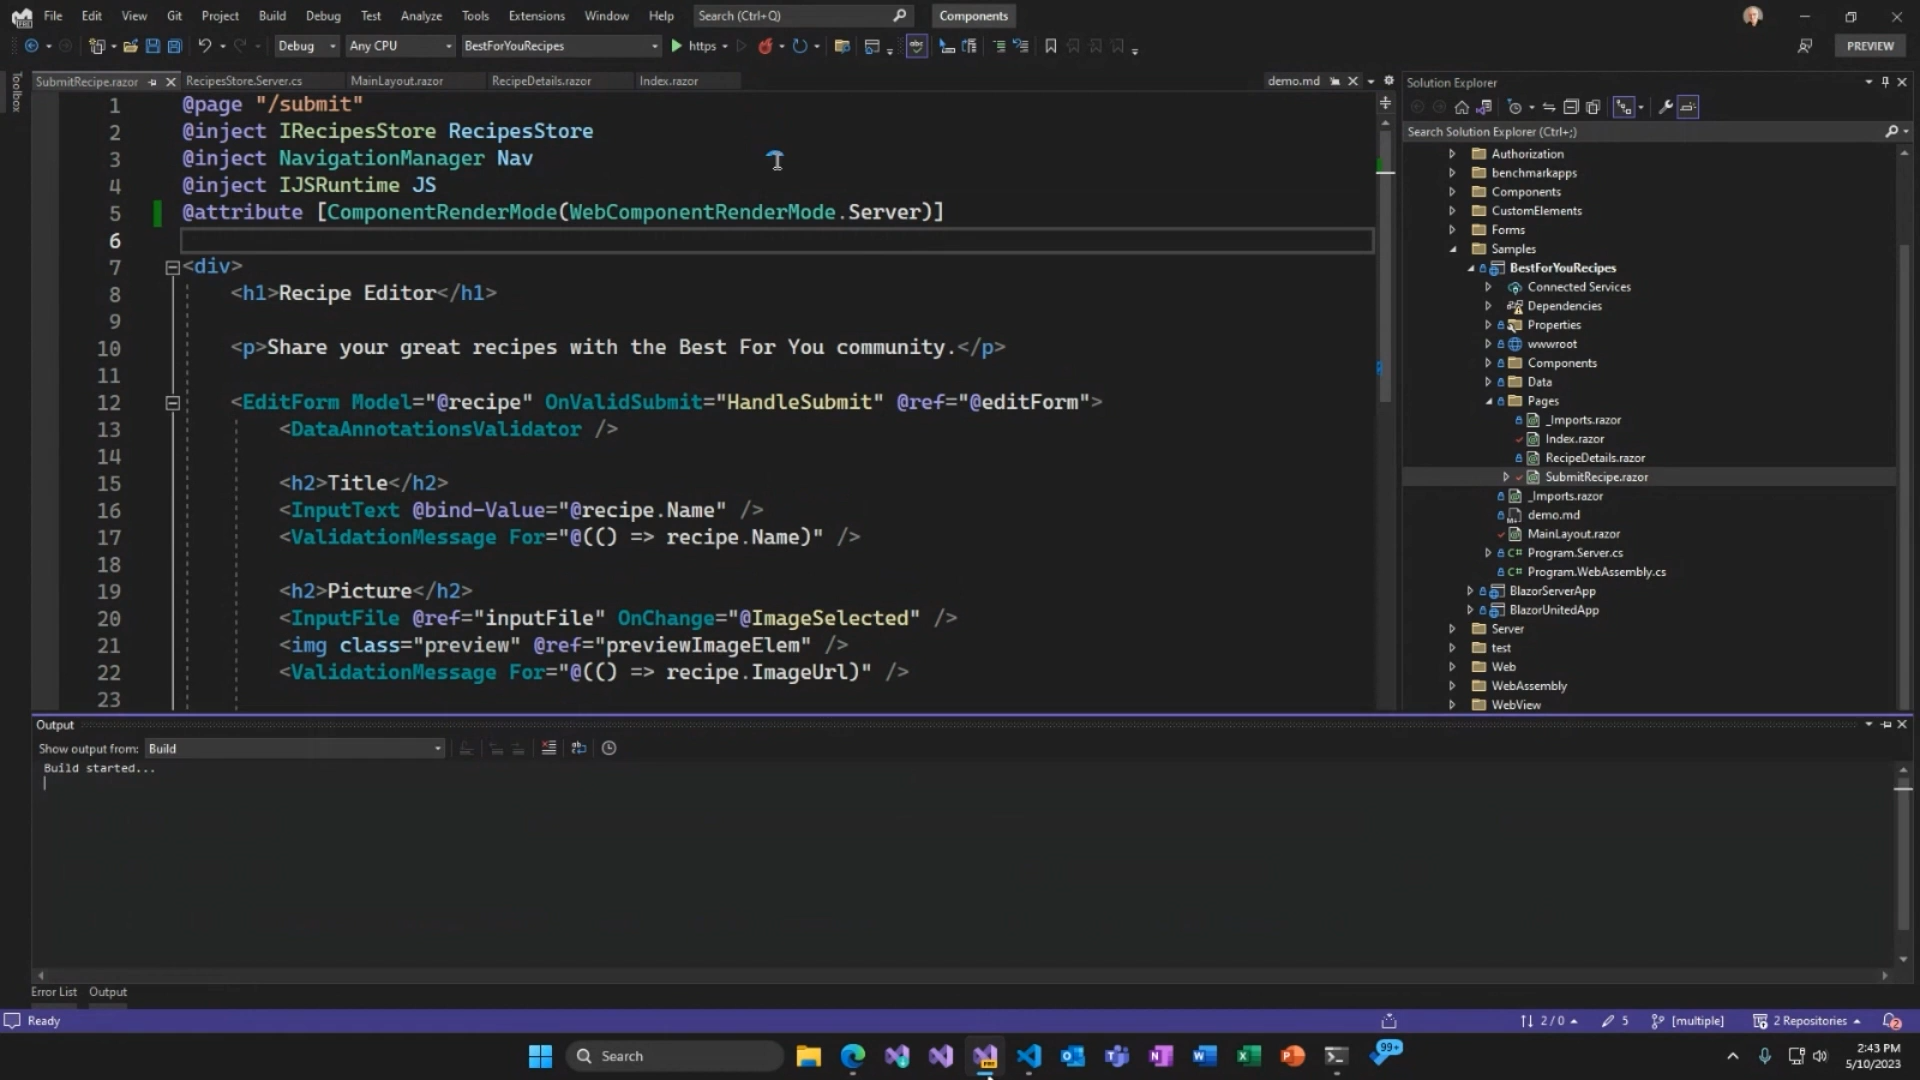 File Edit View Git Project Build Debug Test Analyze Tools Extensions Window Help Search (Ctrl+Q) Components
Debug Any CPU BestForYouRecipes https PREVIEW
SubmitRecipe.razor RecipesStore.Server.cs MainLayout.razor RecipeDetails.razor Index.razor demo.md
Toolbox
1 @page "/submit"
2 @inject IRecipesStore RecipesStore
3 @inject NavigationManager Nav
4 @inject IJSRuntime JS
5 @attribute [ComponentRenderMode(WebComponentRenderMode.Server)]
6
7 <div>
8 <h1>Recipe Editor</h1>
9
10 <p>Share your great recipes with the Best For You community.</p>
11
12 <EditForm Model="@recipe" OnValidSubmit="HandleSubmit" @ref="@editForm">
13 <DataAnnotationsValidator />
14
15 <h2>Title</h2>
16 <InputText @bind-Value="@recipe.Name" />
17 <ValidationMessage For="@(() => recipe.Name)" />
18
19 <h2>Picture</h2>
20 <InputFile @ref="inputFile" OnChange="@ImageSelected" />
21 <img class="preview" @ref="previewImageElem" />
22 <ValidationMessage For="@(() => recipe.ImageUrl)" />
23
Solution Explorer
Search Solution Explorer (Ctrl+;)
Authorization
benchmarkapps
Components
CustomElements
Forms
Samples
BestForYouRecipes
Connected Services
Dependencies
Properties
wwwroot
Components
Data
Pages
_Imports.razor
Index.razor
RecipeDetails.razor
SubmitRecipe.razor
_Imports.razor
demo.md
MainLayout.razor
C# Program.Server.cs
C# Program.WebAssembly.cs
BlazorServerApp
BlazorUnitedApp
Server
test
Web
WebAssembly
WebView
Output
Show output from: Build
Build started...
Error List Output
Ready 2 / 0 5 [multiple] 2 Repositories 2
Search 99+ 2:43 PM
5/10/2023